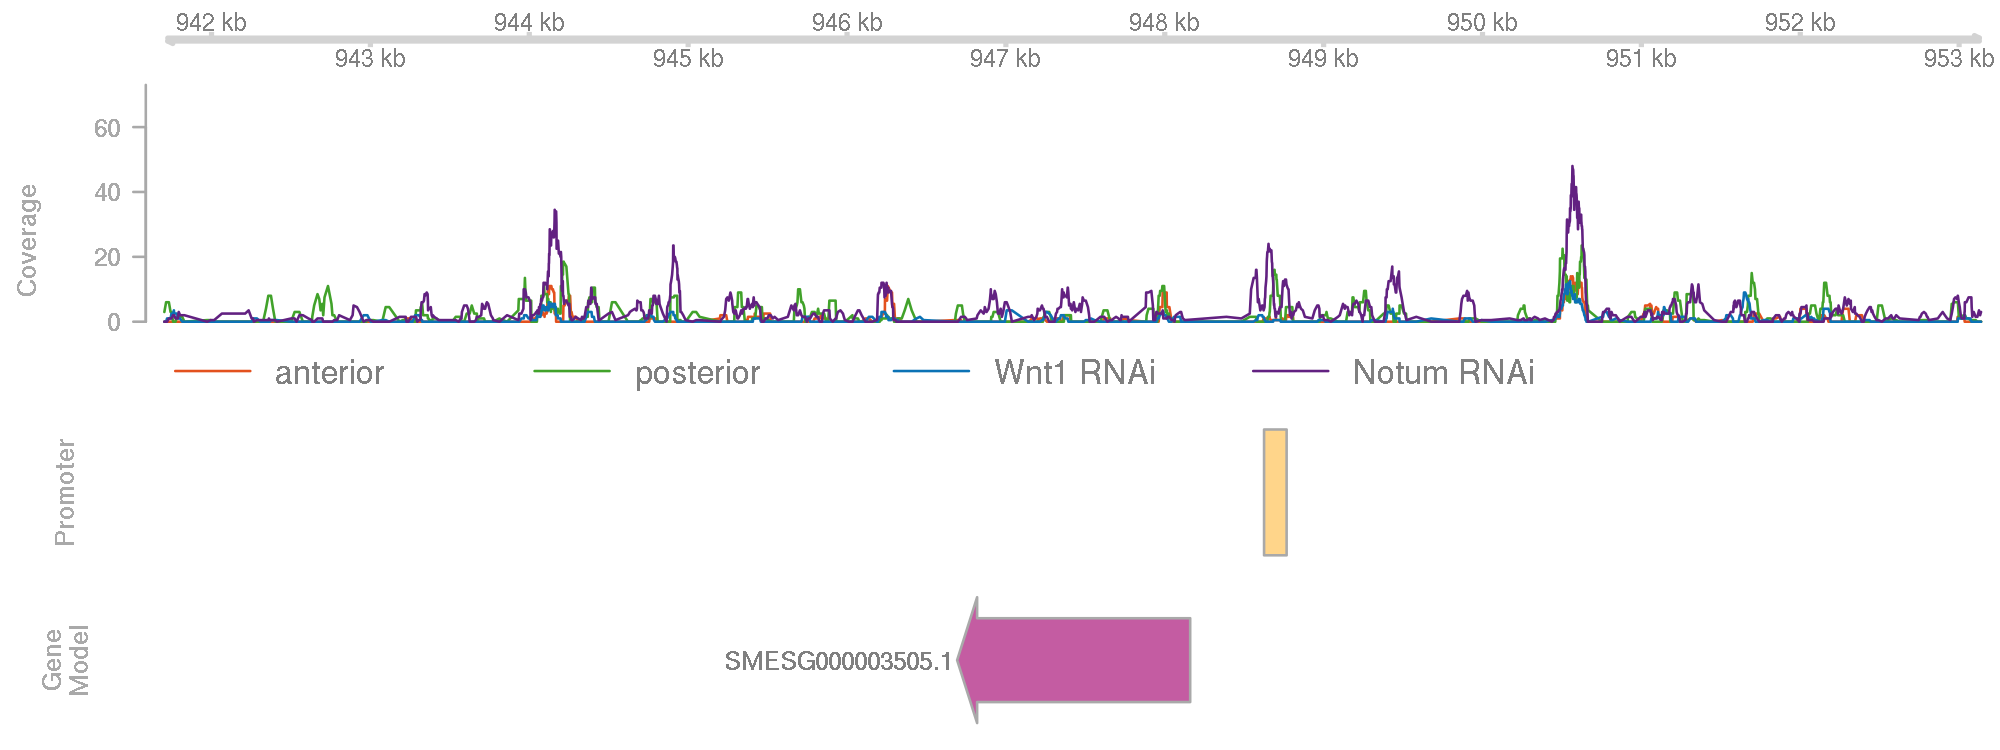 942 kb 944 kb 946 kb 948 kb 950 kb 952 kb
943 kb 945 kb 947 kb 949 kb 951 kb 953 kb
Coverage
60
40
20
0
anterior posterior Wnt1 RNAi Notum RNAi
Promoter
Gene
Model
SMESG000003505.1